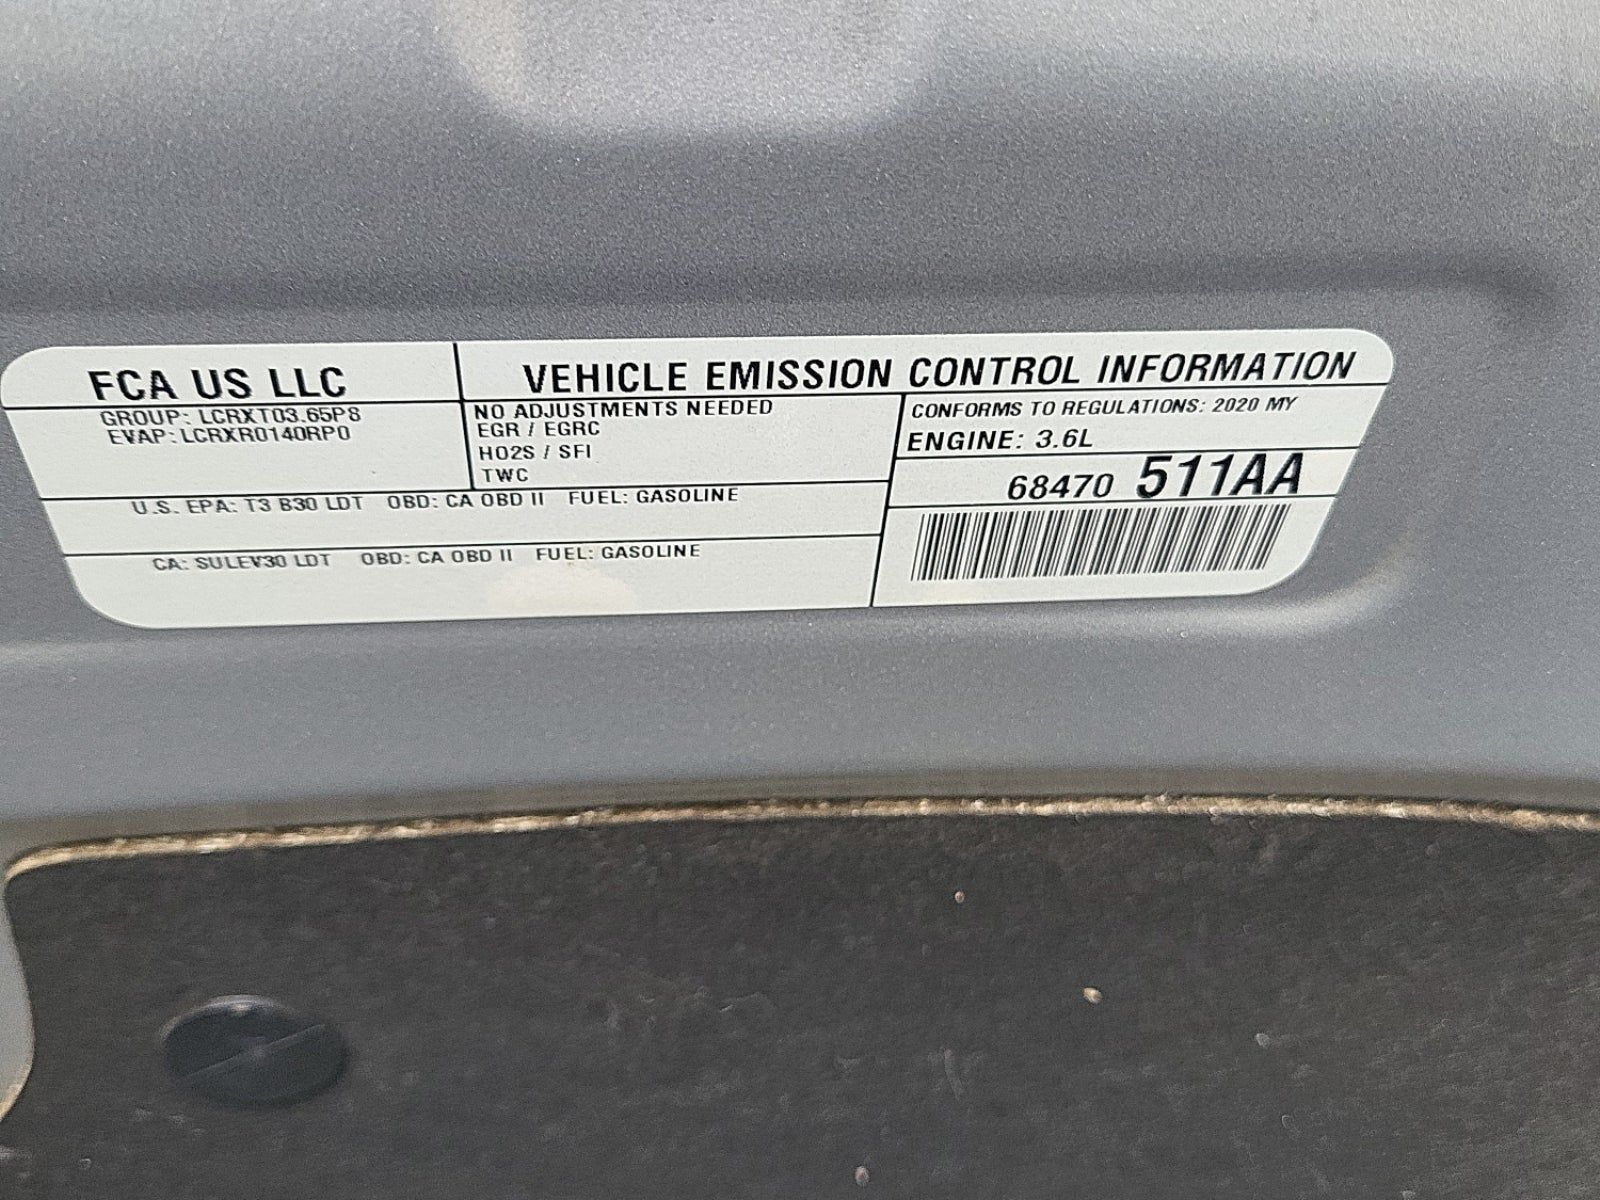 FCA US LLC
VEHICLE EMISSION CONTROL INFORMATION
GROUP: LCRXT03.65P8
EVAP: LCRXR0140RP0
NO ADJUSTMENTS NEEDED
EGR / EGRC
HO2S / SFI
TWC
CONFORMS TO REGULATIONS: 2020 MY
ENGINE: 3.6L
68470 511AA
U.S. EPA: T3 B30 LDT OBD: CA OBD II FUEL: GASOLINE
CA: SULEV30 LDT OBD: CA OBD II FUEL: GASOLINE